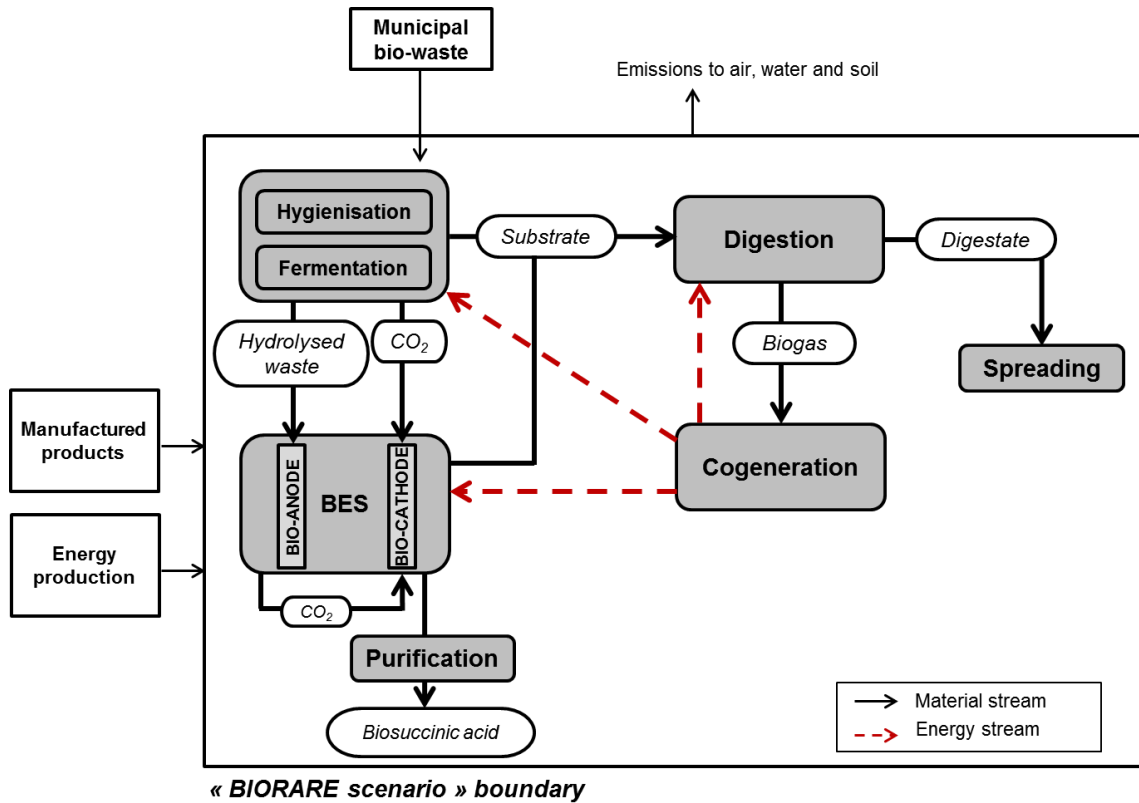 Municipal
bio-waste
Emissions to air, water and soil
Hygienisation
Fermentation
Substrate
Digestion
Digestate
Hydrolysed
waste
CO2
Biogas
Spreading
Manufactured
products
Cogeneration
BIO-ANODE
BES
BIO-CATHODE
Energy
production
CO2
Purification
Biosuccinic acid
Material stream
Energy stream
« BIORARE scenario » boundary